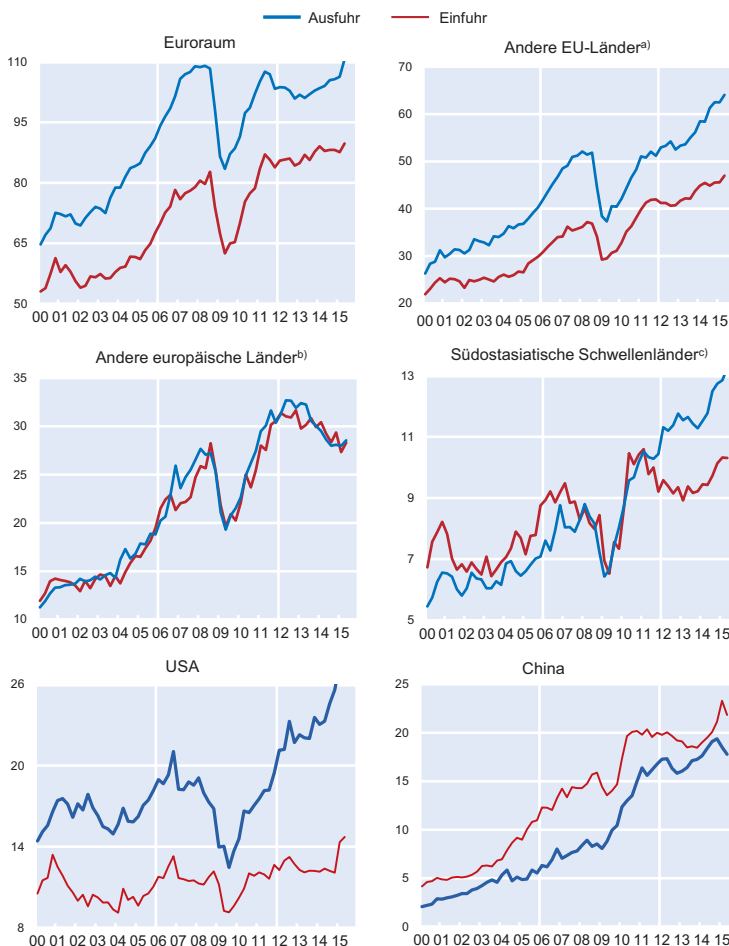 Ausfuhr Einfuhr
Euroraum
110
95
80
65
50
00 01 02 03 04 05 06 07 08 09 10 11 12 13 14 15
Andere EU-Länder a)
70
60
50
40
30
20
00 01 02 03 04 05 06 07 08 09 10 11 12 13 14 15
Andere europäische Länder b)
35
30
25
20
15
10
00 01 02 03 04 05 06 07 08 09 10 11 12 13 14 15
Südostasiatische Schwellenländer c)
13
11
9
7
5
00 01 02 03 04 05 06 07 08 09 10 11 12 13 14 15
USA
26
20
14
8
00 01 02 03 04 05 06 07 08 09 10 11 12 13 14 15
China
25
20
15
10
5
0
00 01 02 03 04 05 06 07 08 09 10 11 12 13 14 15